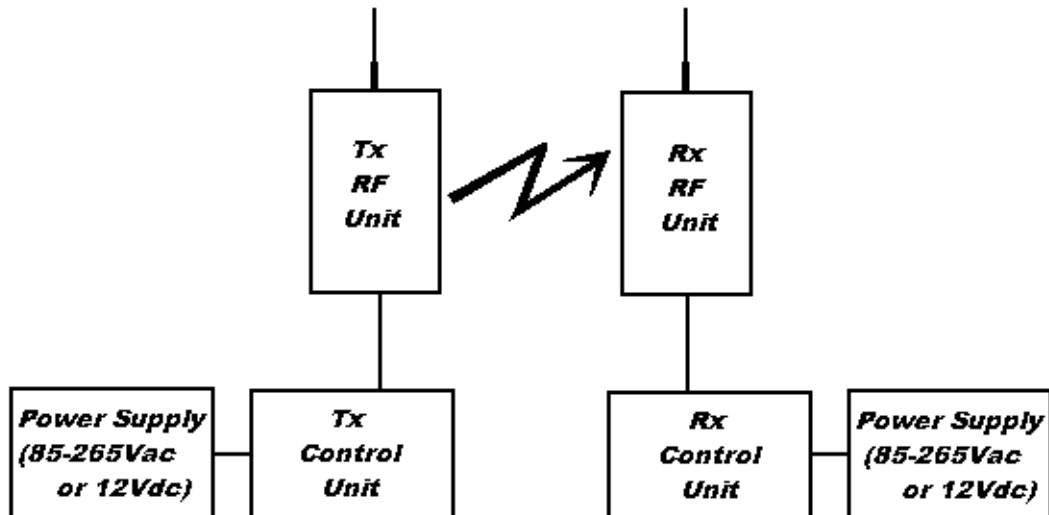 Tx
RF
Unit
Rx
RF
Unit
Power Supply
(85-265Vac
or 12Vdc)
Tx
Control
Unit
Rx
Control
Unit
Power Supply
(85-265Vac
or 12Vdc)